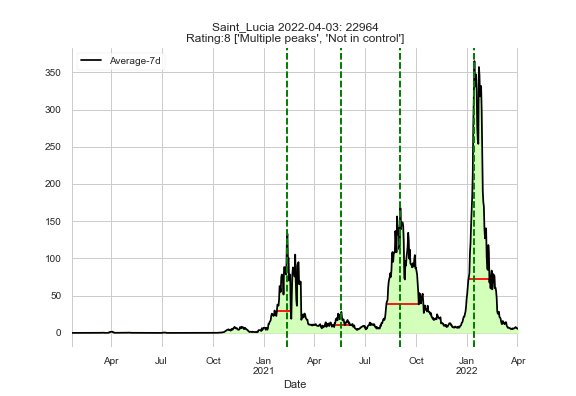 Saint_Lucia 2022-04-03: 22964
Rating:8 ['Multiple peaks', 'Not in control']
Average-7d
350
300
250
200
150
100
50
0
Apr Jul Oct Jan Apr Jul Oct Jan Apr
2021 2022
Date